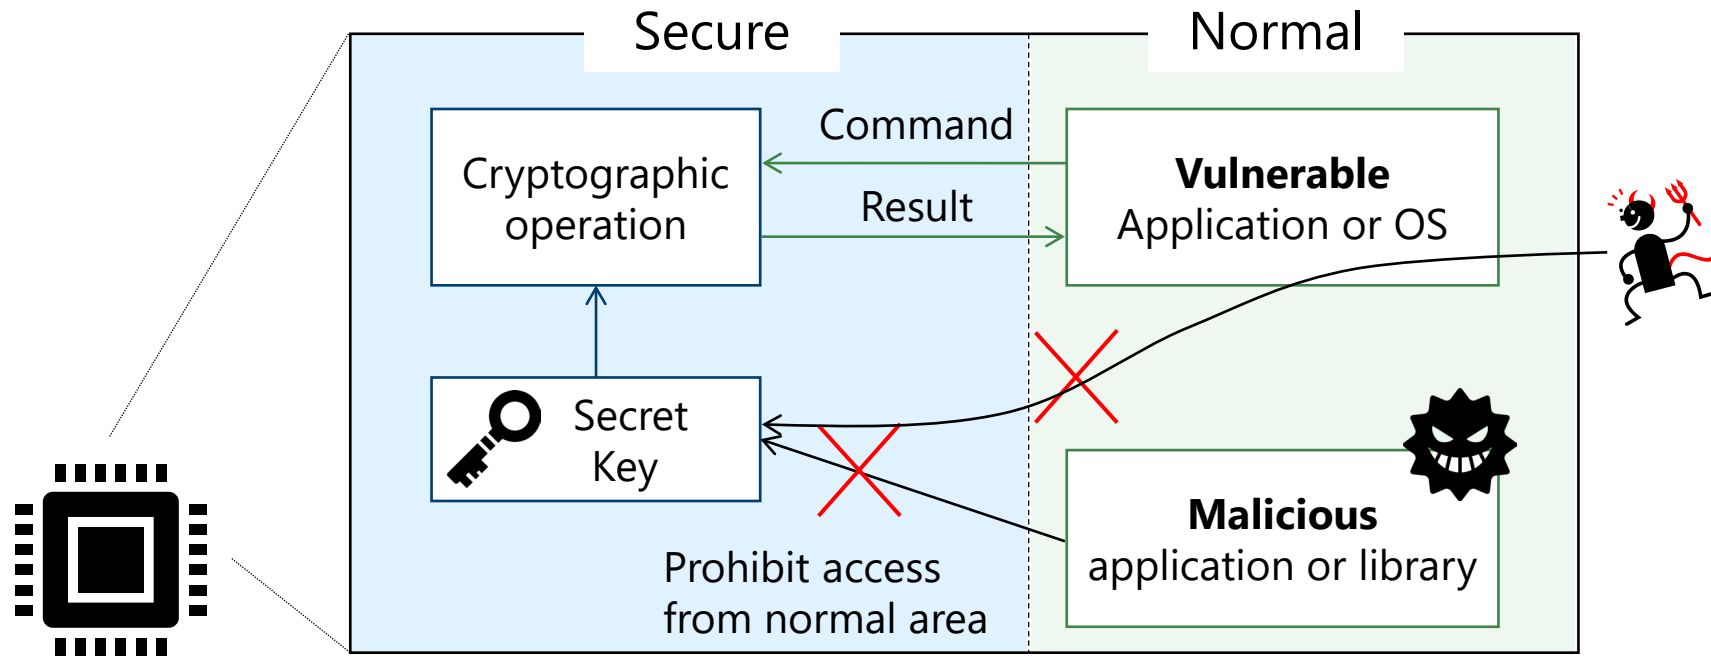 Secure
Normal
Command
Cryptographic
operation
Result
Vulnerable
Application or OS
Secret
Key
Malicious
application or library
Prohibit access
from normal area